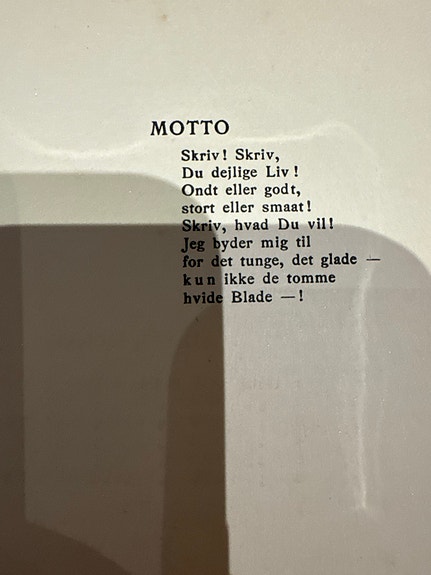 MOTTO
Skriv! Skriv,
Du dejlige Liv!
Ondt eller godt,
stort eller smaat!
Skriv, hvad Du vil!
Jeg byder mig til
for det tunge, det glade —
kun ikke de tomme
hvide Blade —!